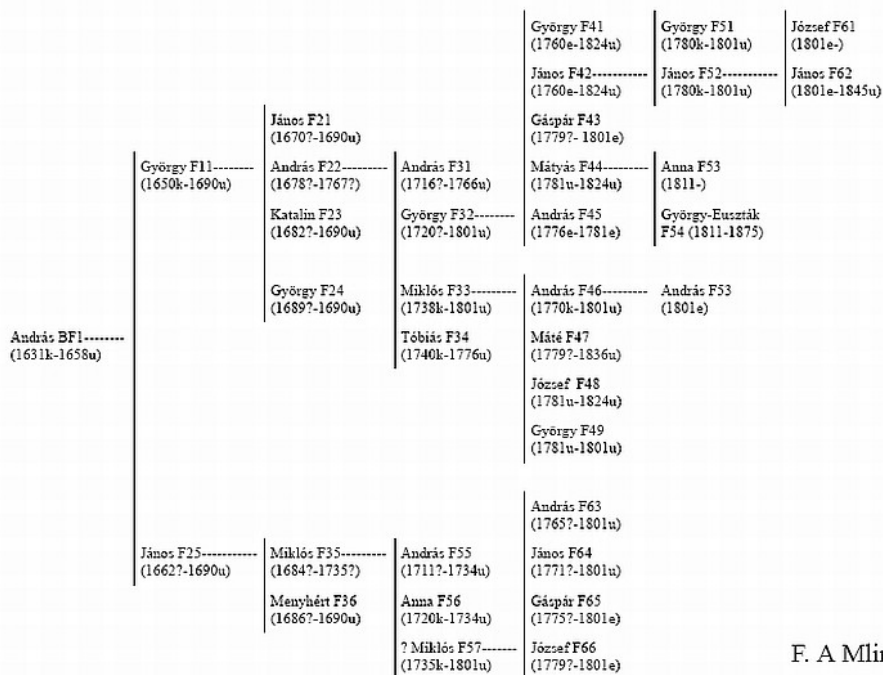 György F41
(1760e-1824u)
György F51
(1780k-1801u)
József F61
(1801e-)
János F42-----------
(1760e-1824u)
János F52-----------
(1780k-1801u)
János F62
(1801e-1845u)
János F21
(1670?-1690u)
Gáspár F43
(1779?- 1801e)
György F11--------
(1650k-1690u)
András F22--------
(1678?-1767?)
András F31
(1716?-1766u)
Mátyás F44--------
(1781u-1824u)
Anna F53
(1811-)
Katalin F23
(1682?-1690u)
György F32-------
(1720?-1801u)
András F45
(1776e-1781e)
György-Euszták
F54 (1811-1875)
György F24
(1689?-1690u)
Miklós F33--------
(1738k-1801u)
András F46---------
(1770k-1801u)
András F53
(1801e)
András BF1--------
(1631k-1658u)
Tóbiás F34
(1740k-1776u)
Máté F47
(1779?-1836u)
József F48
(1781u-1824u)
György F49
(1781u-1801u)
András F63
(1765?-1801u)
János F25-----------
(1662?-1690u)
Miklós F35---------
(1684?-1735?)
András F55
(1711?-1734u)
János F64
(1771?-1801u)
Menyhért F36
(1686?-1690u)
Anna F56
(1720k-1734u)
Gáspár F65
(1775?-1801e)
? Miklós F57------
(1735k-1801u)
József F66
(1779?-1801e)
F. A Mlin